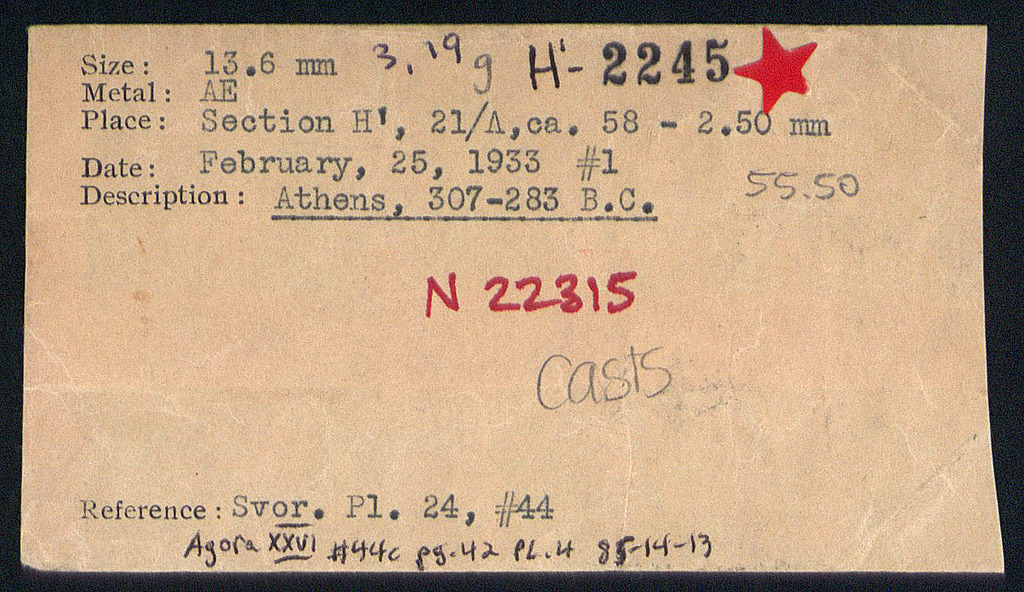 Size: 13.6 mm 3,19 g H'- 2245
Metal: AE
Place: Section H', 21/Λ,ca. 58 - 2.50 mm
Date: February, 25, 1933 #1
55.50
Description: Athens, 307-283 B.C.
N 22315
Casts
Reference: Svor. Pl. 24, #44
Agora XXVI #44c pg.42 PL.4 85-14-13